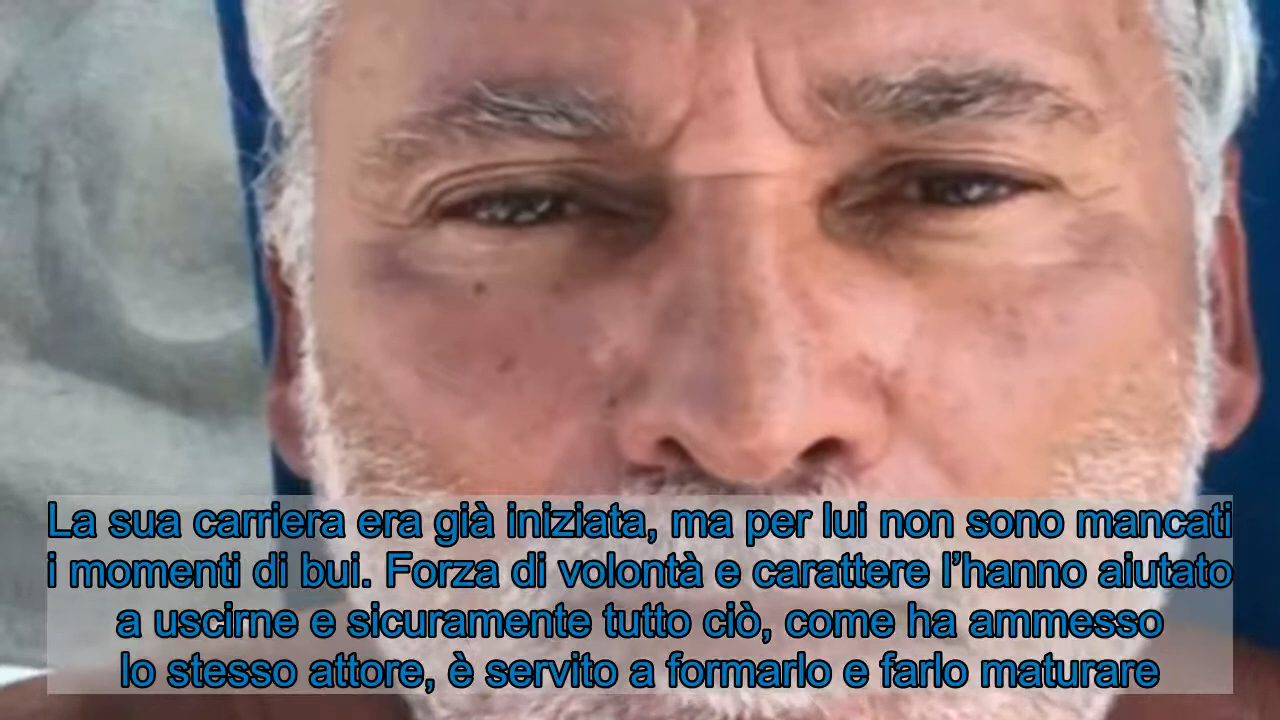 La sua carriera era già iniziata, ma per lui non sono mancati
i momenti di bui. Forza di volontà e carattere l’hanno aiutato
a uscirne e sicuramente tutto ciò, come ha ammesso
lo stesso attore, è servito a formarlo e farlo maturare